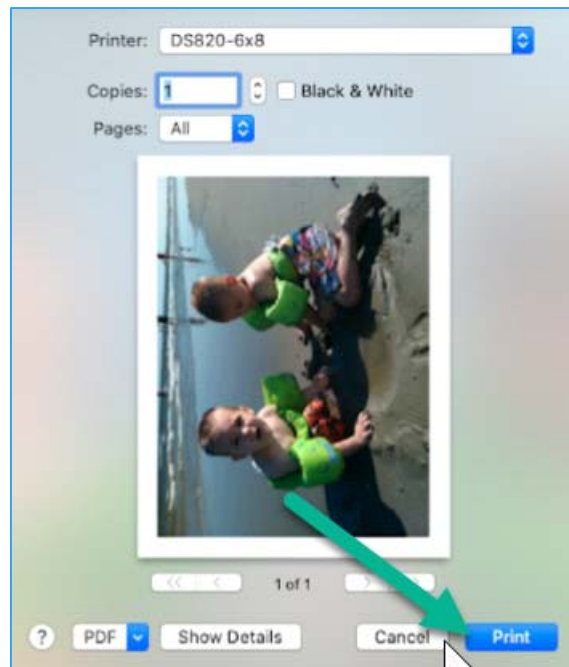 Printer: DS820-6x8
Copies: 1 Black & White
Pages: All
<< < 1 of 1 > >>
? PDF Show Details Cancel Print